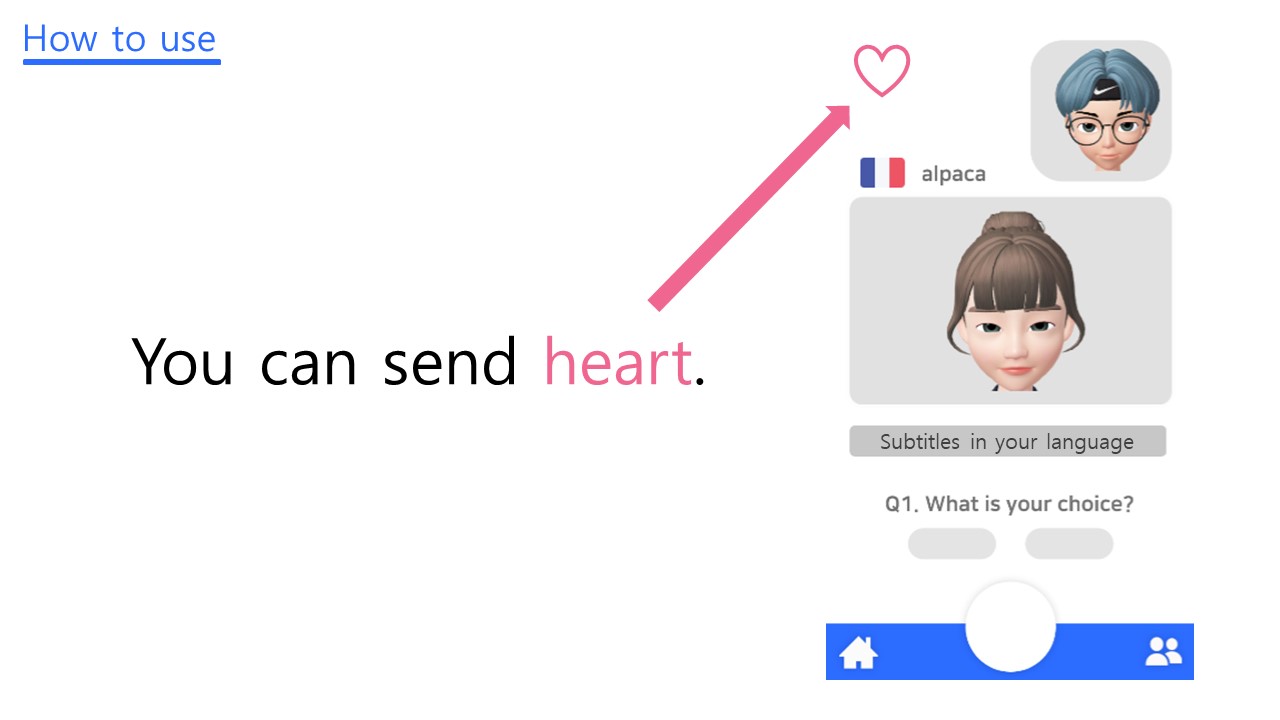 How to use
You can send heart.
alpaca
Subtitles in your language
Q1. What is your choice?